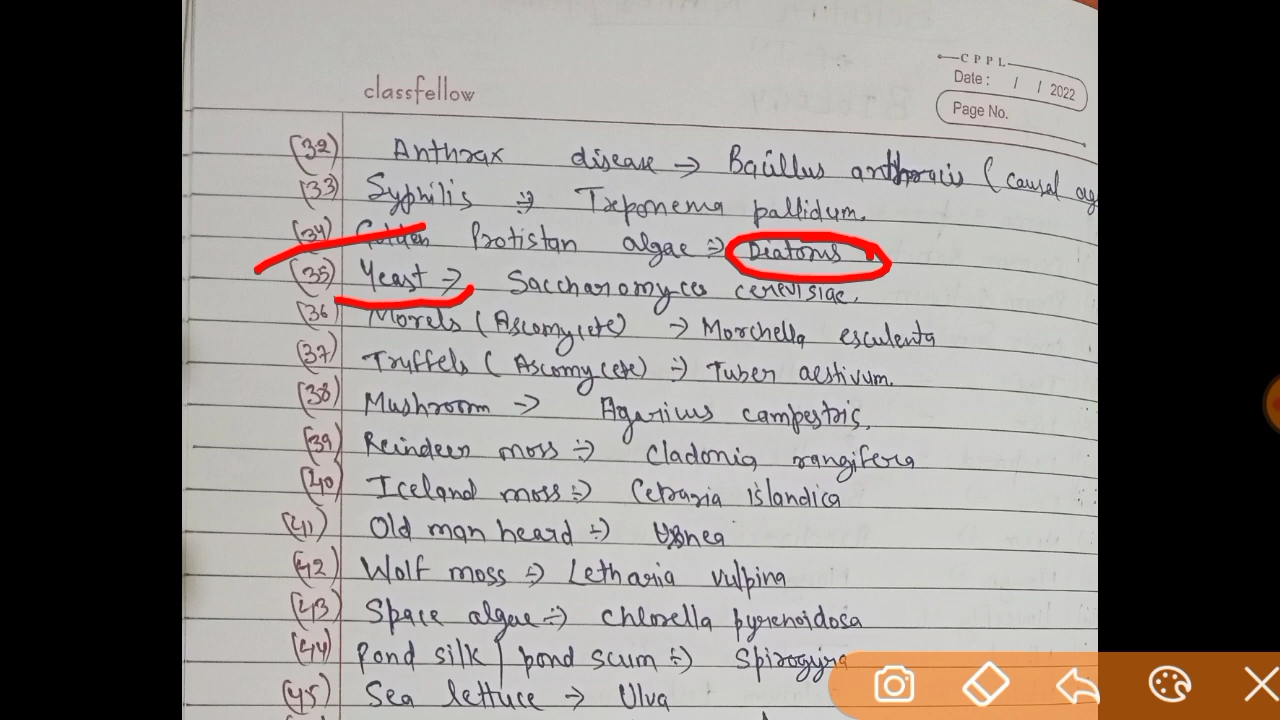 C P P L
Date : / / 2022
Page No.
classfellow
(32) Anthrax disease → Bacillus anthracis ( causal ag
(33) Syphilis ⇒ Treponema pallidum.
(34) Golden Protistan algae ⇒ Diatoms
(35) Yeast → Saccharomyces cerevisiae.
(36) Morels (Ascomycete) → Morchella esculenta
(37) Truffels ( Ascomycete) ⇒ Tuber aestivum.
(38) Mushroom → Agaricus campestris.
(39) Reindeer moss ⇒ Cladonia rangifera
(40) Iceland moss ⇒ Cetraria islandica
(41) Old man heard ⇒ Usnea
(42) Wolf moss ⇒ Letharia vulpina
(43) Space algae ⇒ Chlorella pyrenoidosa
(44) Pond silk / pond scum ⇒ Spirogyra
(45) Sea lettuce → Ulva